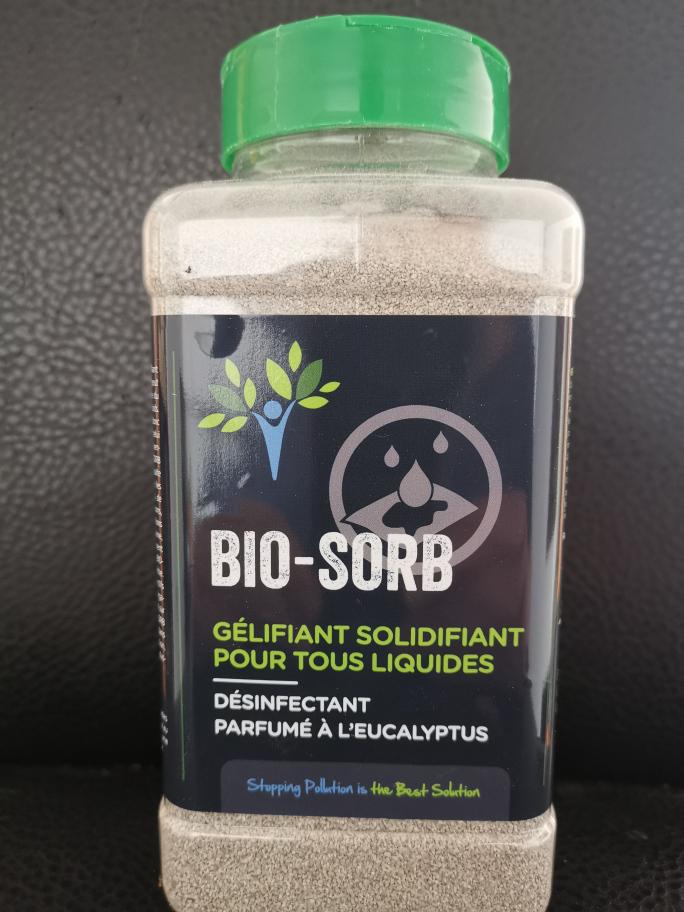 BIO-SORB
GÉLIFIANT SOLIDIFIANT
POUR TOUS LIQUIDES
DÉSINFECTANT
PARFUMÉ À L'EUCALYPTUS
Stopping Pollution is the Best Solution